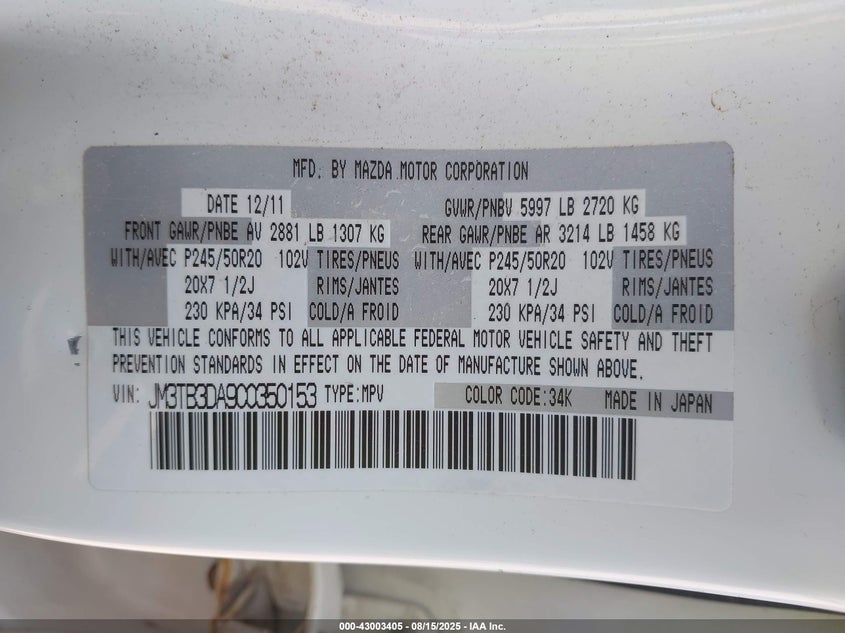 MFD. BY MAZDA MOTOR CORPORATION
DATE 12/11 GVWR/PNBV 5997 LB 2720 KG
FRONT GAWR/PNBE AV 2881 LB 1307 KG REAR GAWR/PNBE AR 3214 LB 1458 KG
WITH/AVEC P245/50R20 102V TIRES/PNEUS WITH/AVEC P245/50R20 102V TIRES/PNEUS
20X7 1/2J RIMS/JANTES 20X7 1/2J RIMS/JANTES
230 KPA/34 PSI COLD/A FROID 230 KPA/34 PSI COLD/A FROID
THIS VEHICLE CONFORMS TO ALL APPLICABLE FEDERAL MOTOR VEHICLE SAFETY AND THEFT
PREVENTION STANDARDS IN EFFECT ON THE DATE OF MANUFACTURE SHOWN ABOVE.
VIN: JM3TB3DA9C0350153 TYPE:MPV COLOR CODE:34K MADE IN JAPAN
000-43003405 - 08/15/2025 - IAA Inc.